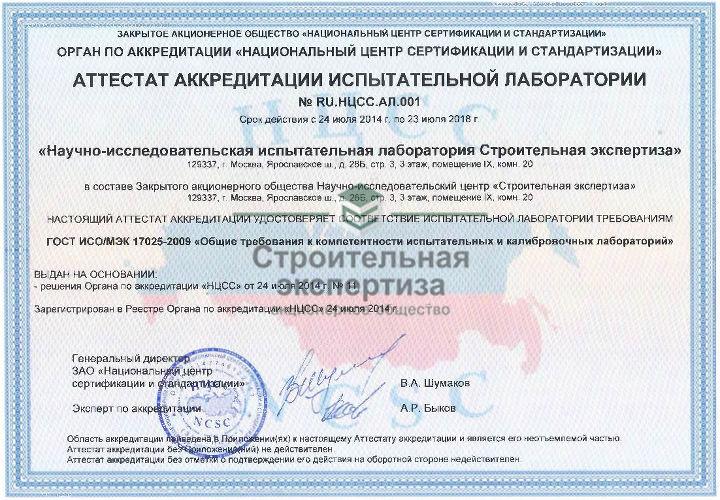 ЗАКРЫТОЕ АКЦИОНЕРНОЕ ОБЩЕСТВО «НАЦИОНАЛЬНЫЙ ЦЕНТР СЕРТИФИКАЦИИ И СТАНДАРТИЗАЦИИ»
ОРГАН ПО АККРЕДИТАЦИИ «НАЦИОНАЛЬНЫЙ ЦЕНТР СЕРТИФИКАЦИИ И СТАНДАРТИЗАЦИИ»
АТТЕСТАТ АККРЕДИТАЦИИ ИСПЫТАТЕЛЬНОЙ ЛАБОРАТОРИИ
НЦСС
№ RU.НЦСС.АЛ.001
Срок действия с 24 июля 2014 г. по 23 июля 2018 г.
«Научно-исследовательская испытательная лаборатория Строительная экспертиза»
129337, г. Москва, Ярославское ш., д. 26Б, стр. 3, 3 этаж, помещение IX, комн. 20
в составе Закрытого акционерного общества Научно-исследовательский центр «Строительная экспертиза»
129337, г. Москва, Ярославское ш., д. 26Б, стр. 3, 3 этаж, помещение IX, комн. 20
НАСТОЯЩИЙ АТТЕСТАТ АККРЕДИТАЦИИ УДОСТОВЕРЯЕТ СООТВЕТСТВИЕ ИСПЫТАТЕЛЬНОЙ ЛАБОРАТОРИИ ТРЕБОВАНИЯМ
ГОСТ ИСО/МЭК 17025-2009 «Общие требования к компетентности испытательных и калибровочных лабораторий»
Строительная
экспертиза
акционерное общество
ВЫДАН НА ОСНОВАНИИ:
- решения Органа по аккредитации «НЦСС» от 24 июля 2014 г. № 11
Зарегистрирован в Реестре Органа по аккредитации «НЦСС» 24 июля 2014 г.
Генеральный директор
ЗАО «Национальный центр
сертификации и стандартизации»
В.А. Шумаков
Эксперт по аккредитации
А.Р. Быков
NCSC
Область аккредитации приведена в Приложении(ях) к настоящему Аттестату аккредитации и является его неотъемлемой частью.
Аттестат аккредитации без Приложения(ий) не действителен.
Аттестат аккредитации без отметки о подтверждении его действия на оборотной стороне недействителен.